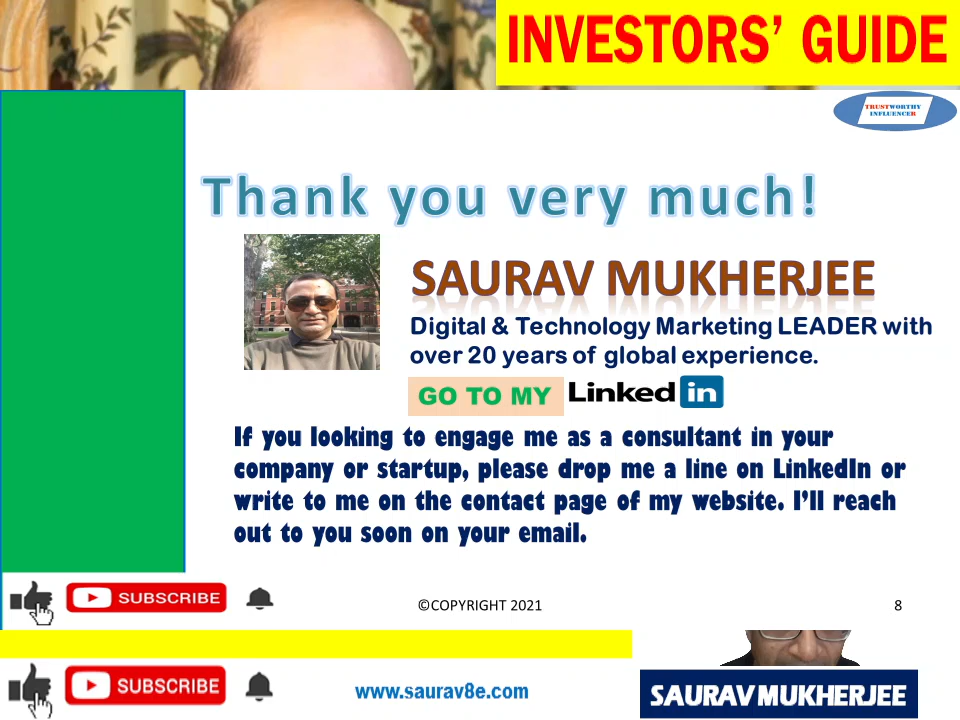 INVESTORS’ GUIDE
TRUSTWORTHY
INFLUENCER
Thank you very much!
SAURAV MUKHERJEE
Digital & Technology Marketing LEADER with
over 20 years of global experience.
GO TO MY Linked in
If you looking to engage me as a consultant in your
company or startup, please drop me a line on LinkedIn or
write to me on the contact page of my website. I’ll reach
out to you soon on your email.
SUBSCRIBE
©COPYRIGHT 2021
8
SUBSCRIBE
www.saurav8e.com
SAURAV MUKHERJEE